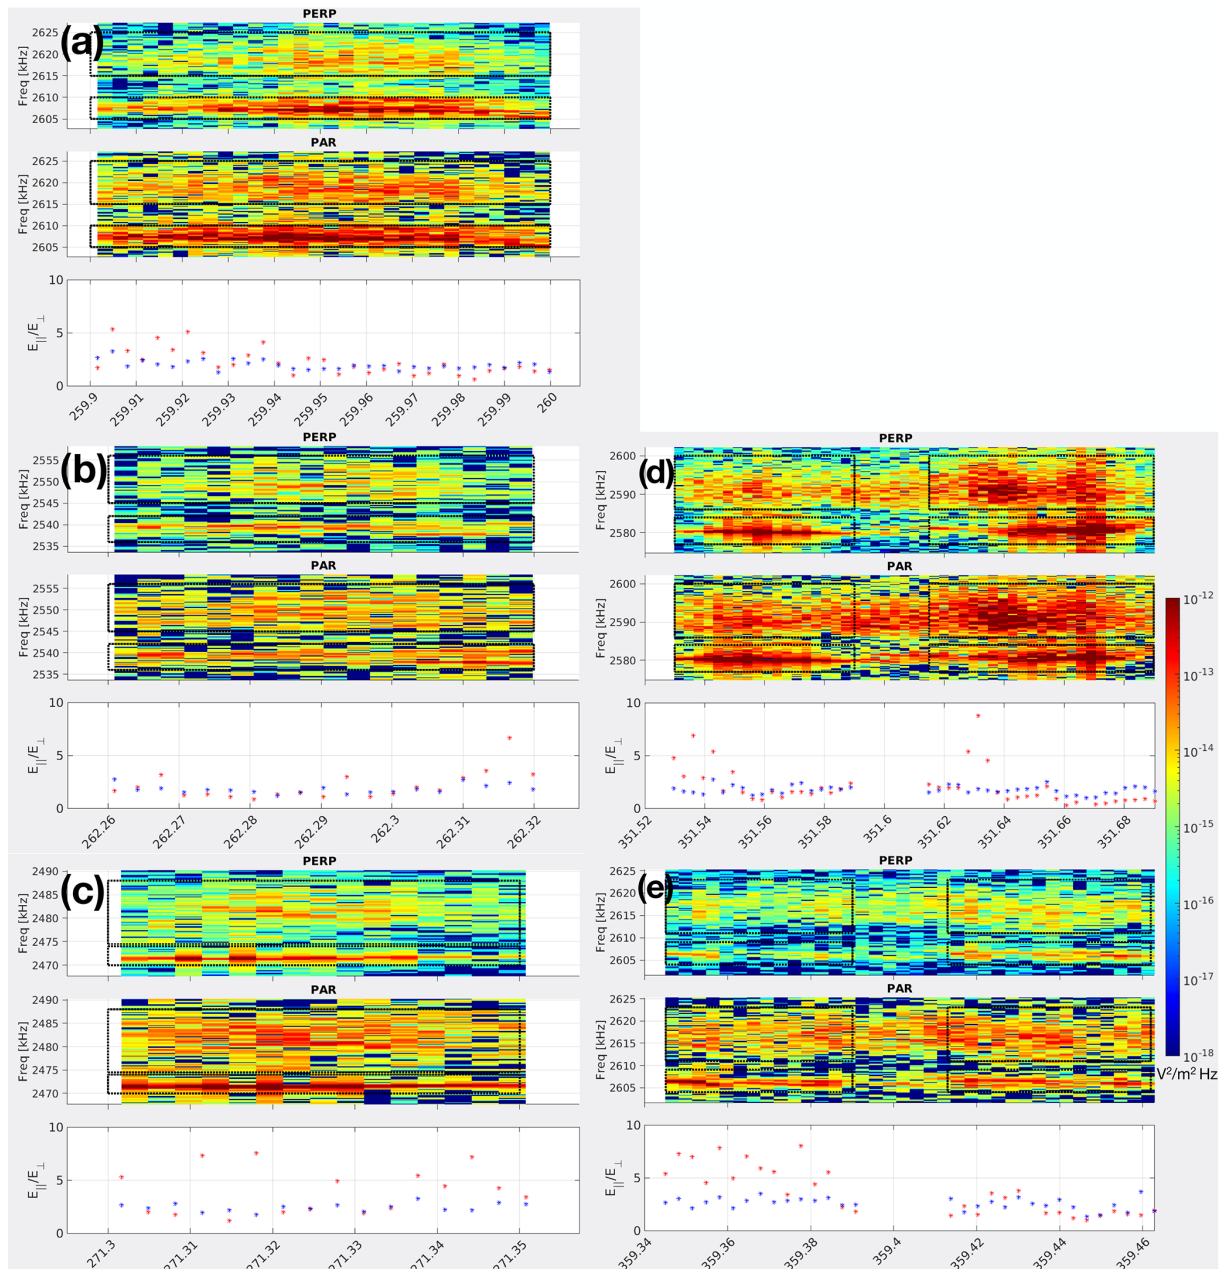 (a)
PERP
Freq [kHz]
2625
2620
2615
2610
2605
PAR
Freq [kHz]
2625
2620
2615
2610
2605
E||/E⊥
10
5
0
259.9 259.91 259.92 259.93 259.94 259.95 259.96 259.97 259.98 259.99 260
(b)
PERP
Freq [kHz]
2555
2550
2545
2540
2535
PAR
Freq [kHz]
2555
2550
2545
2540
2535
E||/E⊥
10
5
0
262.26 262.27 262.28 262.29 262.3 262.31 262.32
(c)
PERP
Freq [kHz]
2490
2485
2480
2475
2470
PAR
Freq [kHz]
2490
2485
2480
2475
2470
E||/E⊥
10
5
0
271.3 271.31 271.32 271.33 271.34 271.35
(d)
PERP
Freq [kHz]
2600
2590
2580
PAR
Freq [kHz]
2600
2590
2580
E||/E⊥
10
5
0
351.52 351.54 351.56 351.58 351.6 351.62 351.64 351.66 351.68
(e)
PERP
Freq [kHz]
2625
2620
2615
2610
2605
PAR
Freq [kHz]
2625
2620
2615
2610
2605
E||/E⊥
10
5
0
359.34 359.36 359.38 359.4 359.42 359.44 359.46
10⁻¹²
10⁻¹³
10⁻¹⁴
10⁻¹⁵
10⁻¹⁶
10⁻¹⁷
10⁻¹⁸
V²/m² Hz